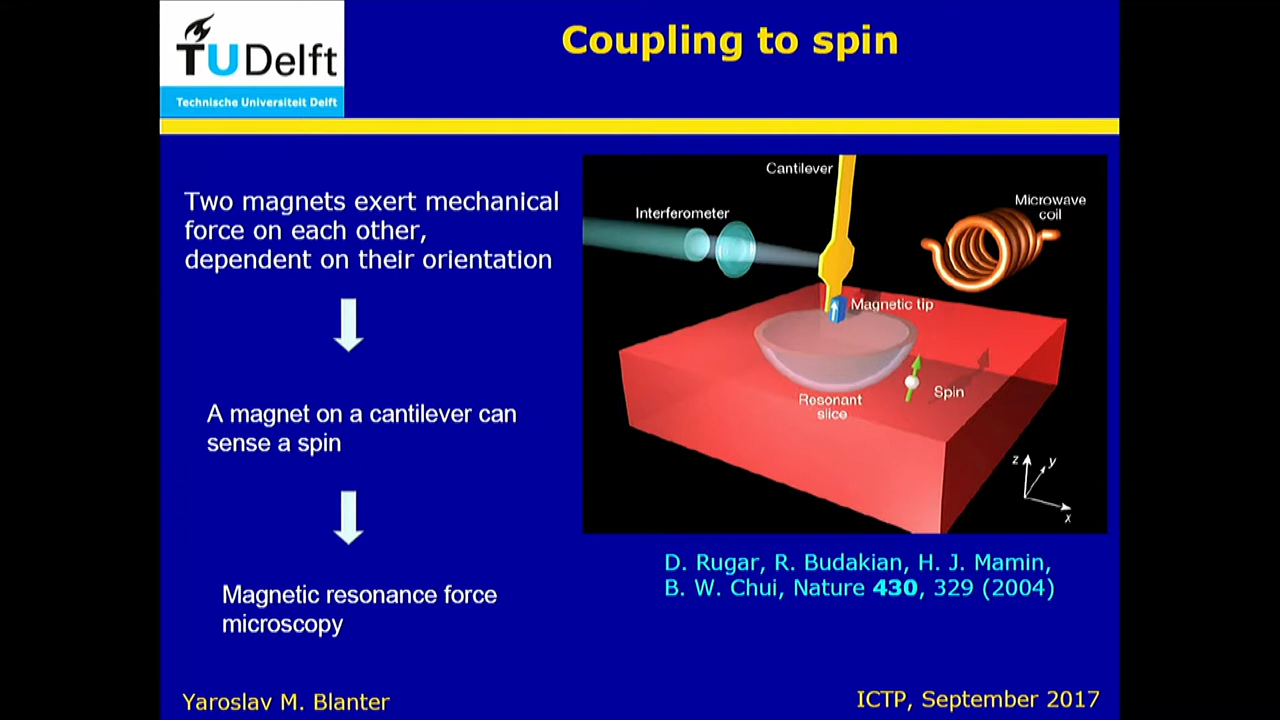 TUDelft
Technische Universiteit Delft
Coupling to spin
Two magnets exert mechanical
force on each other,
dependent on their orientation
A magnet on a cantilever can
sense a spin
Magnetic resonance force
microscopy
Cantilever
Interferometer
Microwave
coil
Magnetic tip
Resonant
slice
Spin
z
y
x
D. Rugar, R. Budakian, H. J. Mamin,
B. W. Chui, Nature 430, 329 (2004)
Yaroslav M. Blanter
ICTP, September 2017